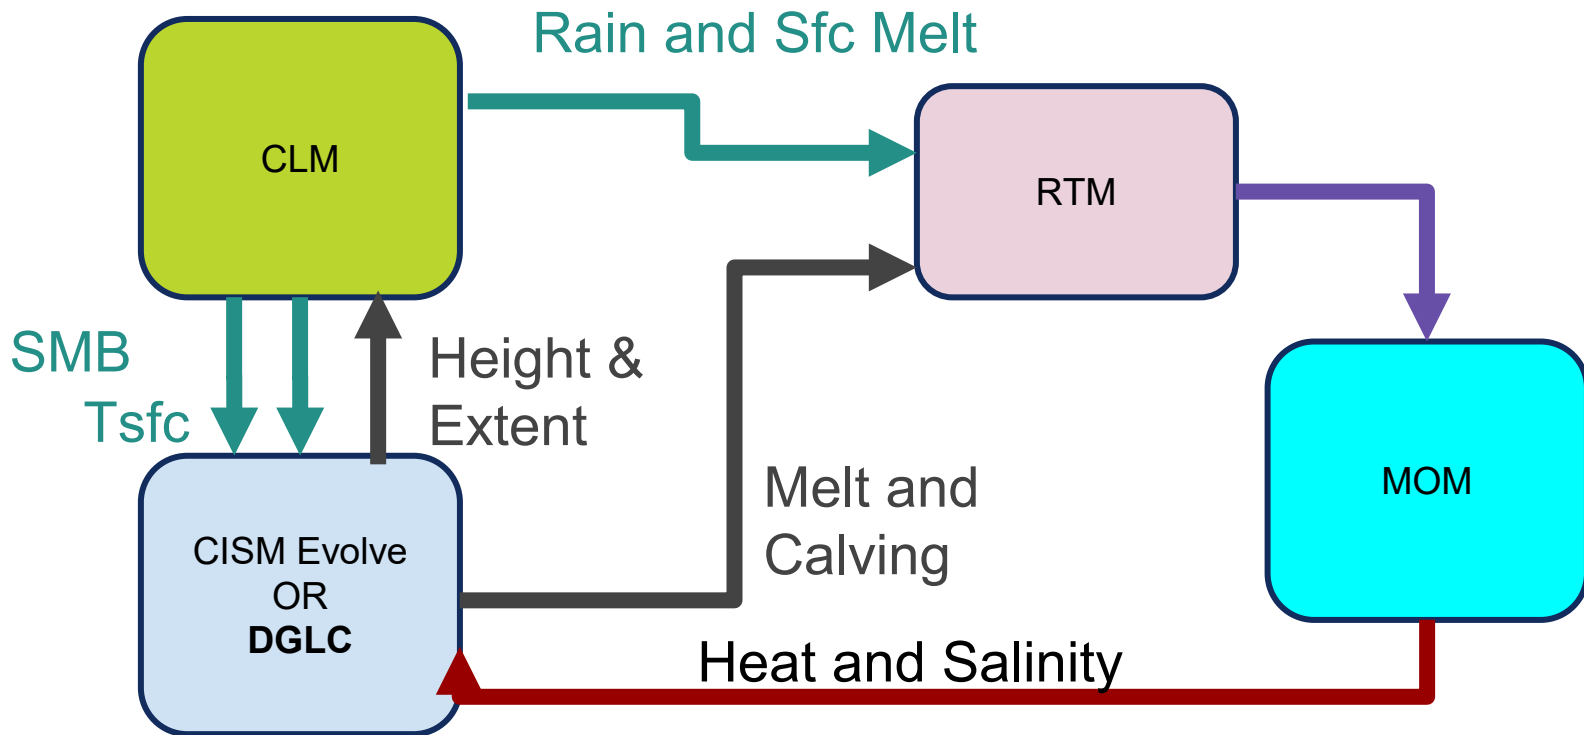 Rain and Sfc Melt
CLM
RTM
SMB
Tsfc
Height &
Extent
Melt and
Calving
MOM
CISM Evolve
OR
DGLC
Heat and Salinity